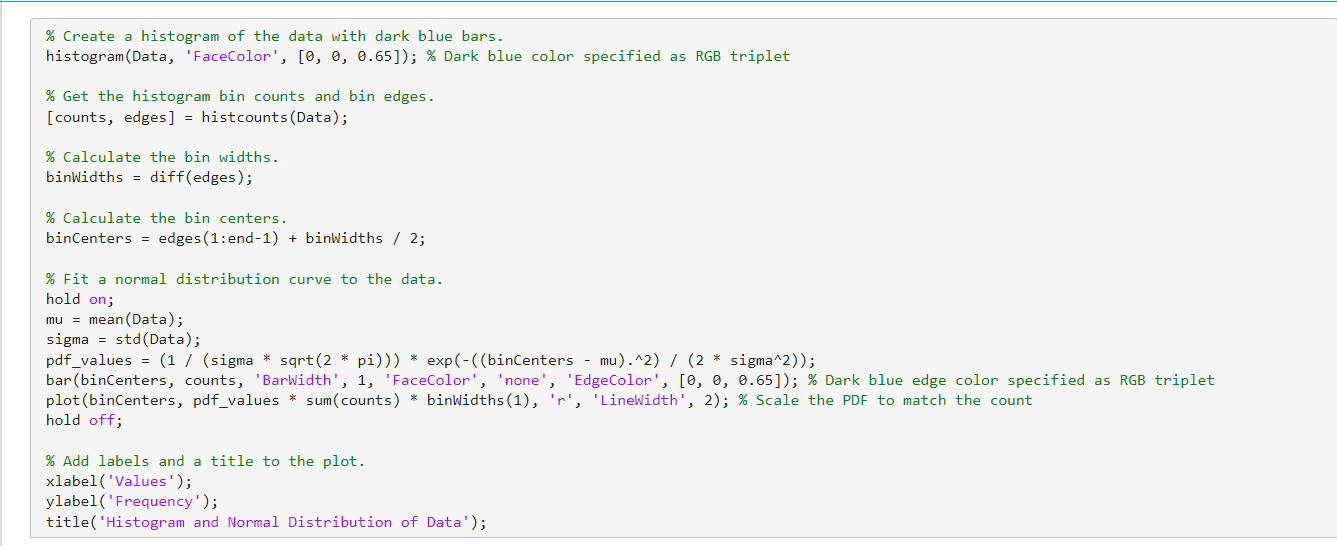 % Create a histogram of the data with dark blue bars.
histogram(Data, 'FaceColor', [0, 0, 0.65]); % Dark blue color specified as RGB triplet
% Get the histogram bin counts and bin edges.
[counts, edges] = histcounts(Data);
% Calculate the bin widths.
binWidths = diff(edges);
% Calculate the bin centers.
binCenters = edges(1:end-1) + binWidths / 2;
% Fit a normal distribution curve to the data.
hold on;
mu = mean(Data);
sigma = std(Data);
pdf_values = (1 / (sigma * sqrt(2 * pi))) * exp(-((binCenters - mu).^2) / (2 * sigma^2));
bar(binCenters, counts, 'BarWidth', 1, 'FaceColor', 'none', 'EdgeColor', [0, 0, 0.65]); % Dark blue edge color specified as RGB triplet
plot(binCenters, pdf_values * sum(counts) * binWidths(1), 'r', 'LineWidth', 2); % Scale the PDF to match the count
hold off;
% Add labels and a title to the plot.
xlabel('Values');
ylabel('Frequency');
title('Histogram and Normal Distribution of Data');